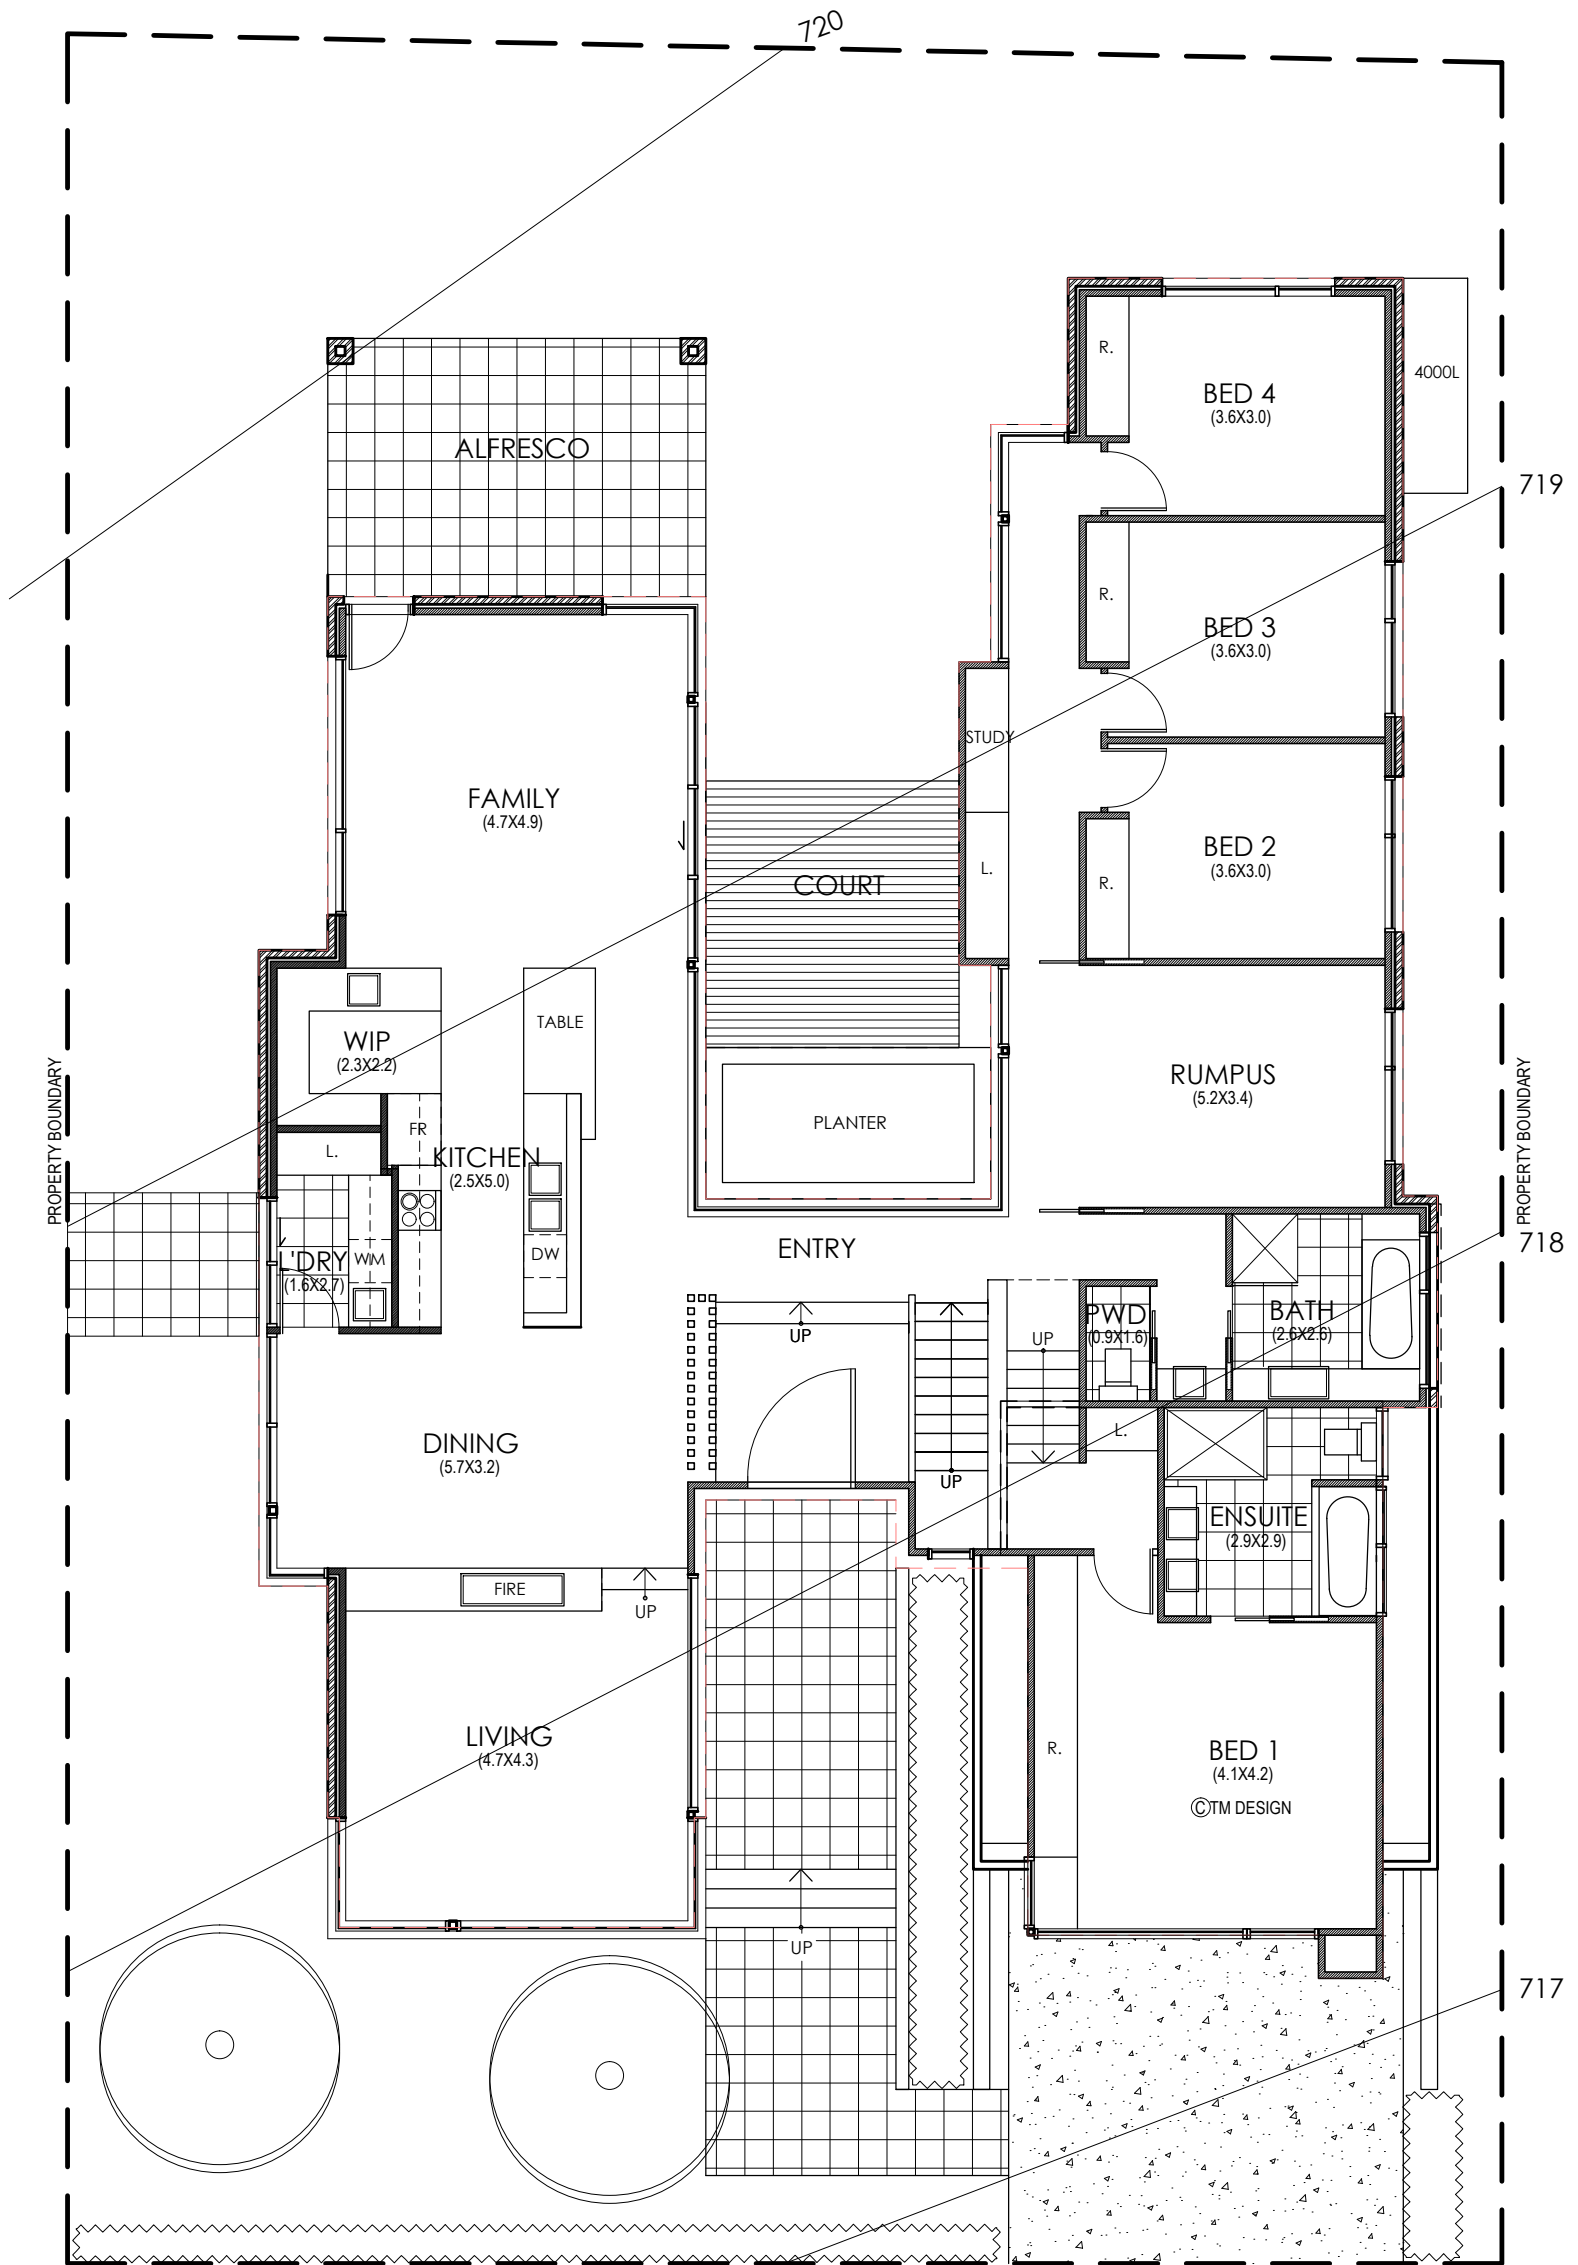 720
R.
BED 4
(3.6X3.0)
4000L
ALFRESCO
719
R.
BED 3
(3.6X3.0)
STUDY
FAMILY
(4.7X4.9)
COURT
L.
BED 2
(3.6X3.0)
R.
TABLE
WIP
(2.3X2.2)
RUMPUS
(5.2X3.4)
PROPERTY BOUNDARY
PROPERTY BOUNDARY
PLANTER
FR
L.
KITCHEN
(2.5X5.0)
ENTRY
718
L'DRY
(1.6X2.7)
WM
DW
PWD
(0.9X1.6)
BATH
(2.6X2.6)
UP
UP
DINING
(5.7X3.2)
L.
UP
ENSUITE
(2.9X2.9)
FIRE
UP
LIVING
(4.7X4.3)
R.
BED 1
(4.1X4.2)
©TM DESIGN
UP
717